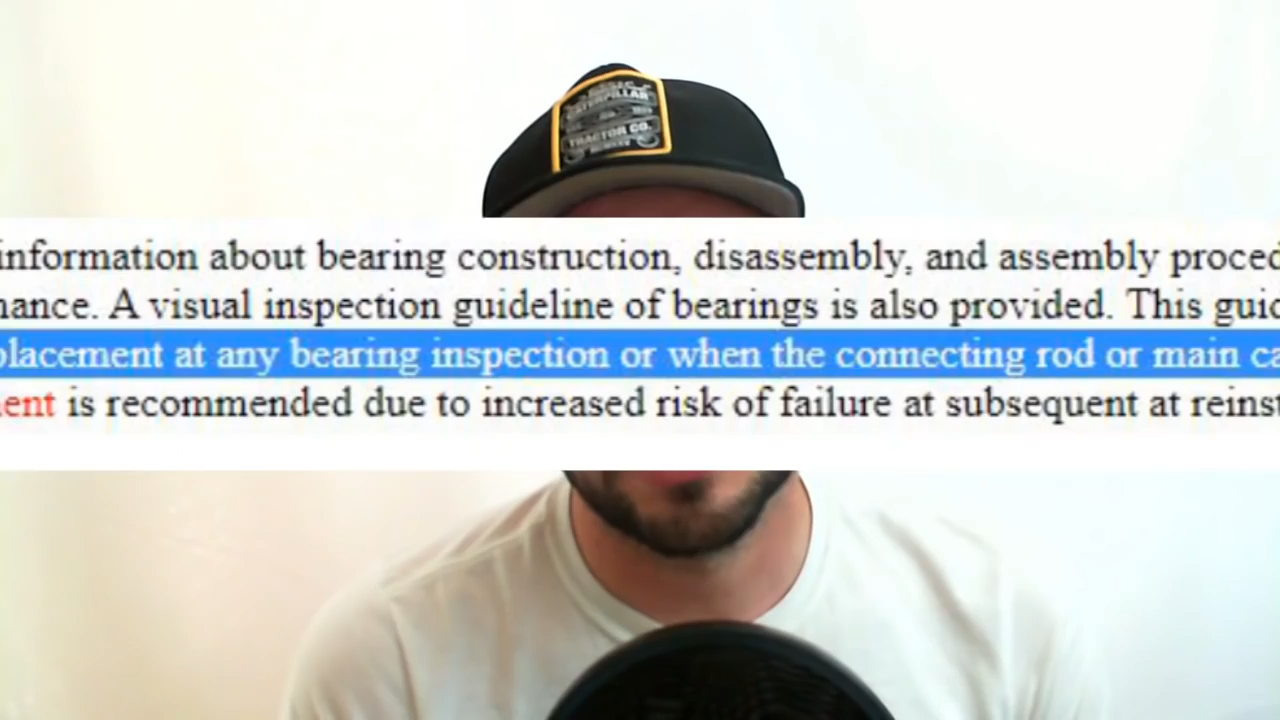 CATERPILLAR
TRACTOR CO.
information about bearing construction, disassembly, and assembly proced
nance. A visual inspection guideline of bearings is also provided. This guid
placement at any bearing inspection or when the connecting rod or main ca
ent is recommended due to increased risk of failure at subsequent at reinst